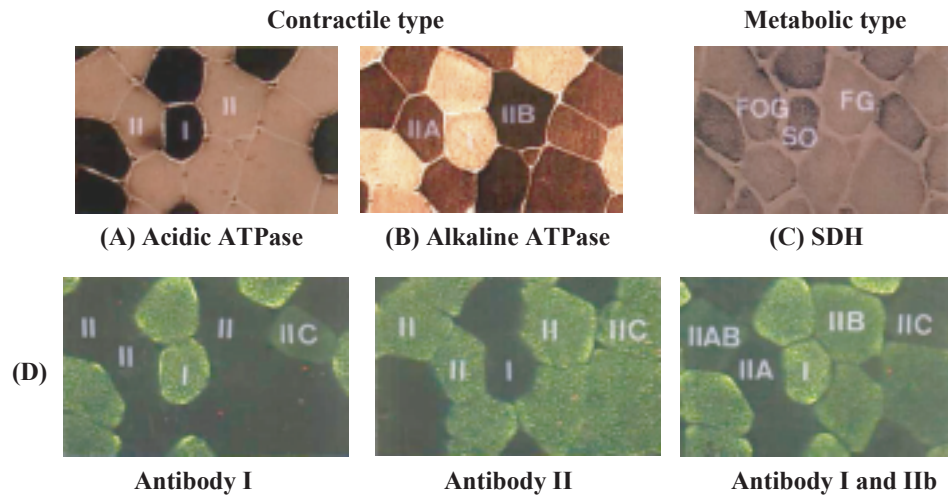 Contractile type
Metabolic type
II
II
I
IIA
IIB
I
FOG
FG
SO
(A) Acidic ATPase
(B) Alkaline ATPase
(C) SDH
(D)
II
II
II
IIC
I
II
II
IIC
II
I
IIAB
IIB
IIC
IIA
I
Antibody I
Antibody II
Antibody I and IIb